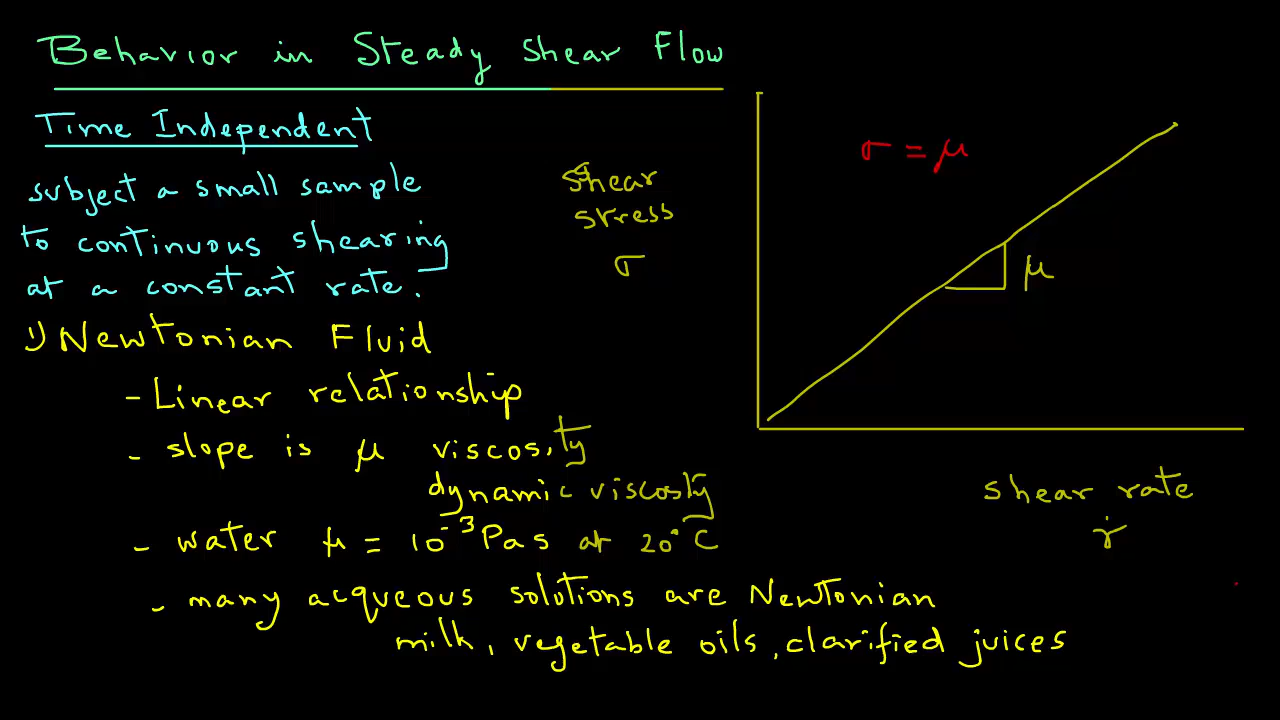 Behavior in Steady Shear Flow
Time Independent
subject a small sample
to continuous shearing
at a constant rate.
1) Newtonian Fluid
- Linear relationship
- slope is μ viscosity
dynamic viscosity
- water μ = 10⁻³ Pas at 20°C
- many acqueous solutions are Newtonian
milk, vegetable oils, clarified juices
shear
stress
σ
σ = μ
μ
shear rate
γ̇